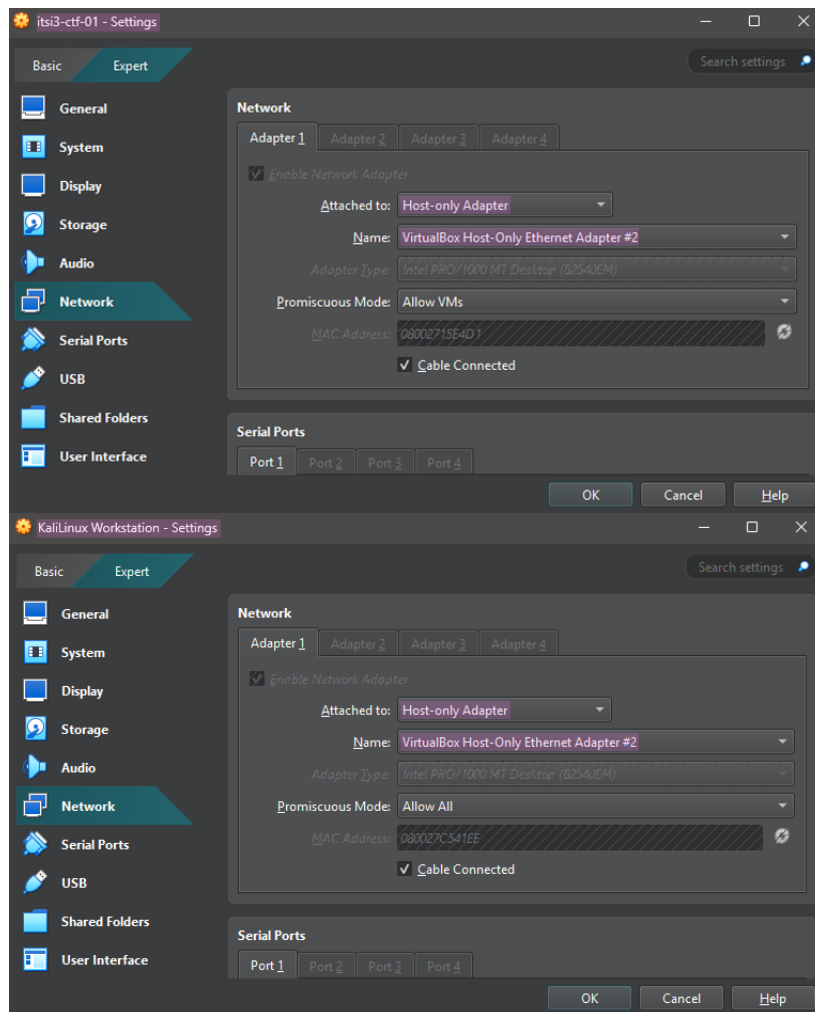 itsi3-ctf-01 - Settings
Basic Expert Search settings
General
System
Display
Storage
Audio
Network
Serial Ports
USB
Shared Folders
User Interface
Network
Adapter 1 Adapter 2 Adapter 3 Adapter 4
Enable Network Adapter
Attached to: Host-only Adapter
Name: VirtualBox Host-Only Ethernet Adapter #2
Adapter Type: Intel PRO/1000 MT Desktop (82540EM)
Promiscuous Mode: Allow VMs
MAC Address: 08002715E4D1
Cable Connected
Serial Ports
Port 1 Port 2 Port 3 Port 4
OK Cancel Help
KaliLinux Workstation - Settings
Basic Expert Search settings
General
System
Display
Storage
Audio
Network
Serial Ports
USB
Shared Folders
User Interface
Network
Adapter 1 Adapter 2 Adapter 3 Adapter 4
Enable Network Adapter
Attached to: Host-only Adapter
Name: VirtualBox Host-Only Ethernet Adapter #2
Adapter Type: Intel PRO/1000 MT Desktop (82540EM)
Promiscuous Mode: Allow All
MAC Address: 080027C541EE
Cable Connected
Serial Ports
Port 1 Port 2 Port 3 Port 4
OK Cancel Help